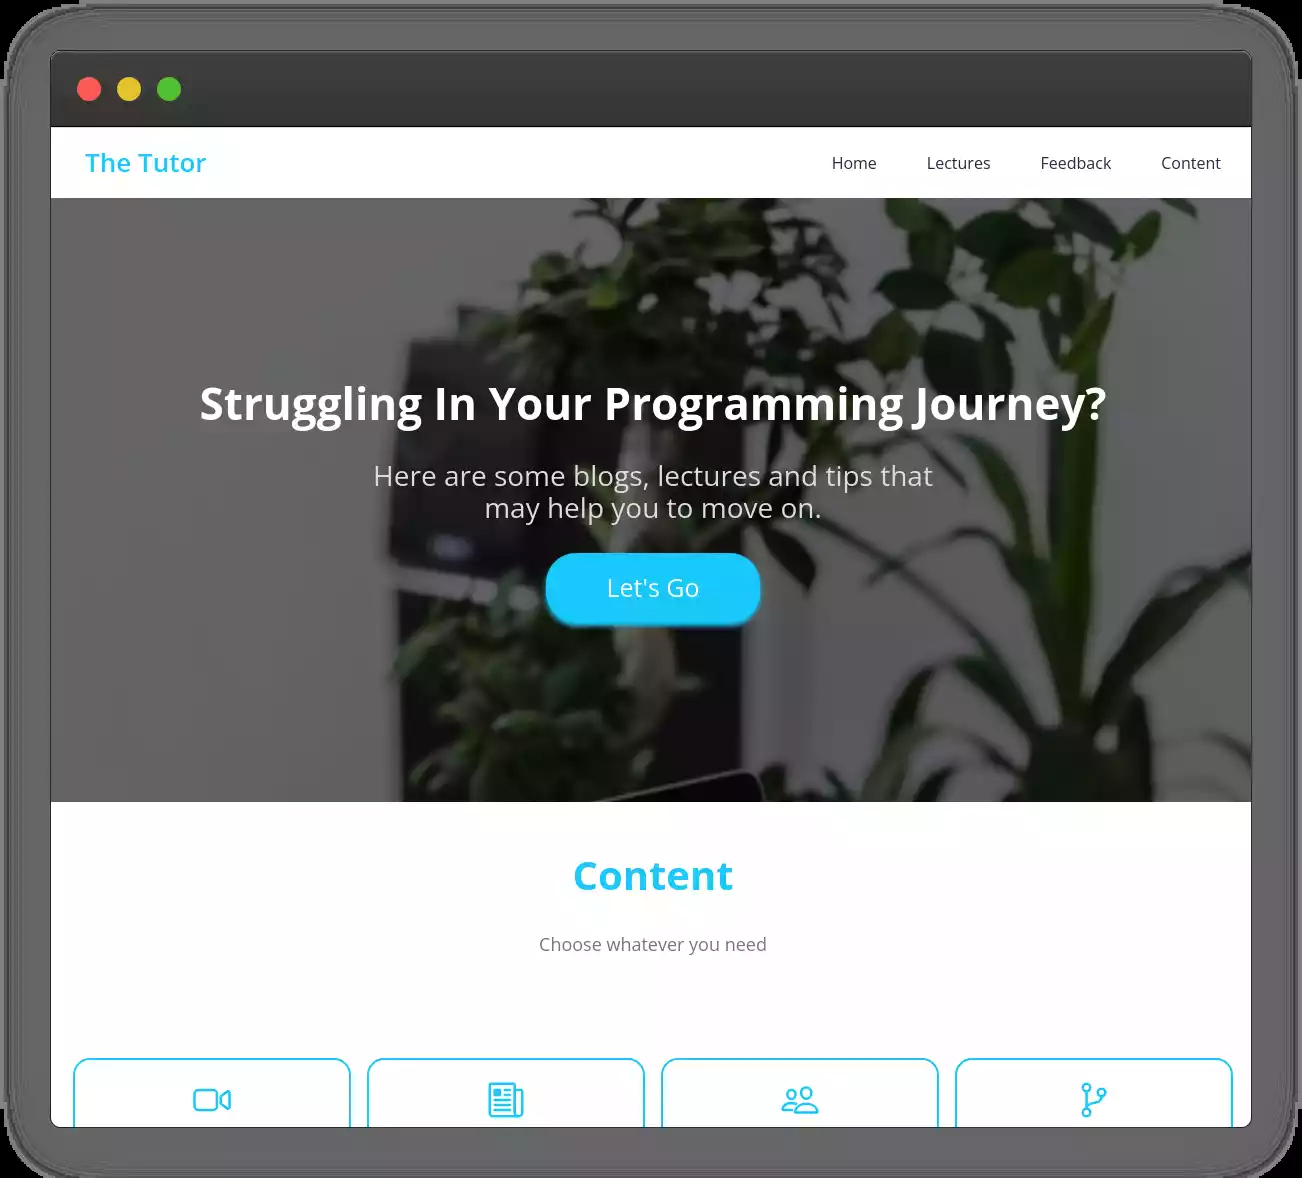 The Tutor
Home Lectures Feedback Content
Struggling In Your Programming Journey?
Here are some blogs, lectures and tips that
may help you to move on.
Let's Go
Content
Choose whatever you need